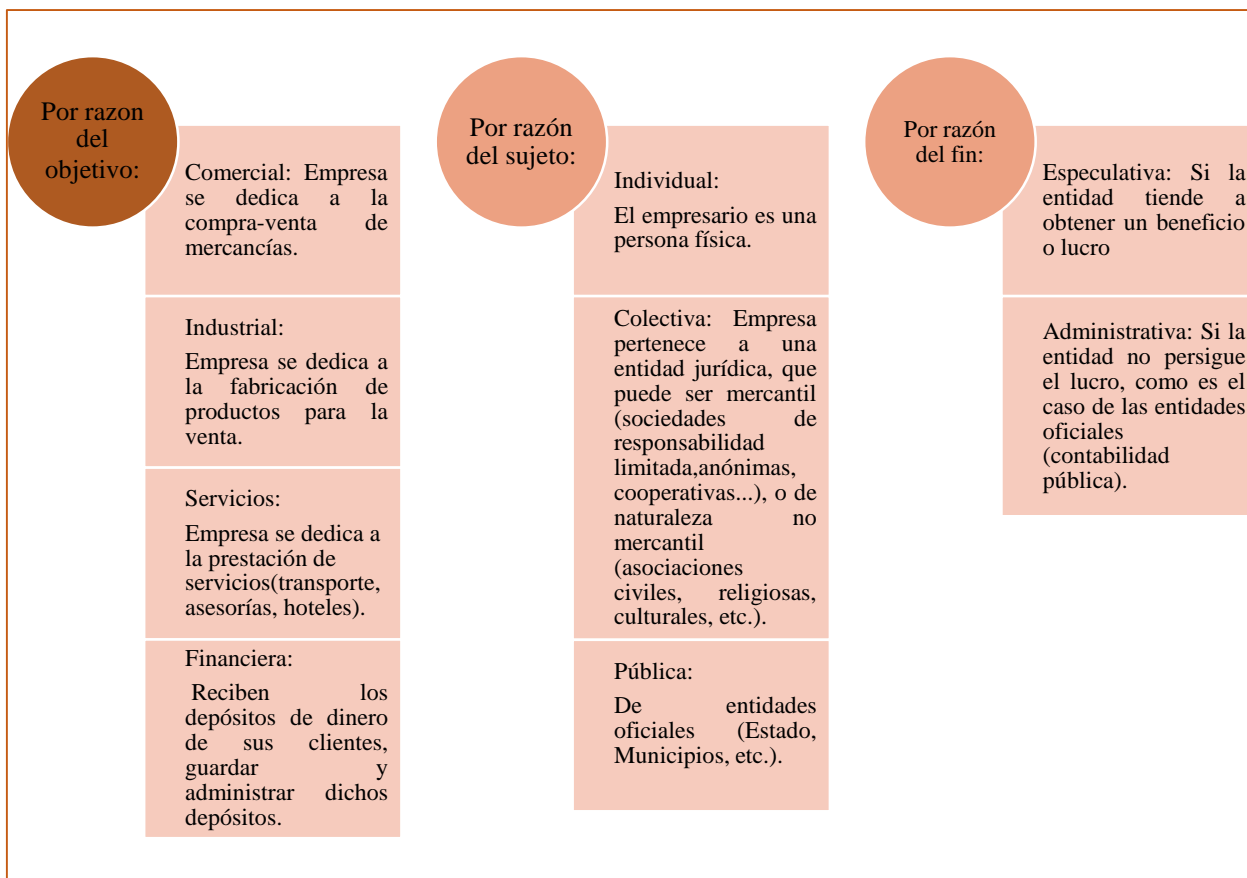 Por razon
del
objetivo:
Comercial: Empresa
se dedica a la
compra-venta de
mercancías.
Industrial:
Empresa se dedica a
la fabricación de
productos para la
venta.
Servicios:
Empresa se dedica a
la prestación de
servicios(transporte,
asesorías, hoteles).
Financiera:
Reciben los
depósitos de dinero
de sus clientes,
guardar y
administrar dichos
depósitos.
Por razón
del sujeto:
Individual:
El empresario es una
persona física.
Colectiva: Empresa
pertenece a una
entidad jurídica, que
puede ser mercantil
(sociedades de
responsabilidad
limitada,anónimas,
cooperativas...), o de
naturaleza no
mercantil
(asociaciones
civiles, religiosas,
culturales, etc.).
Pública:
De entidades
oficiales (Estado,
Municipios, etc.).
Por razón
del fin:
Especulativa: Si la
entidad tiende a
obtener un beneficio
o lucro
Administrativa: Si la
entidad no persigue
el lucro, como es el
caso de las entidades
oficiales
(contabilidad
pública).